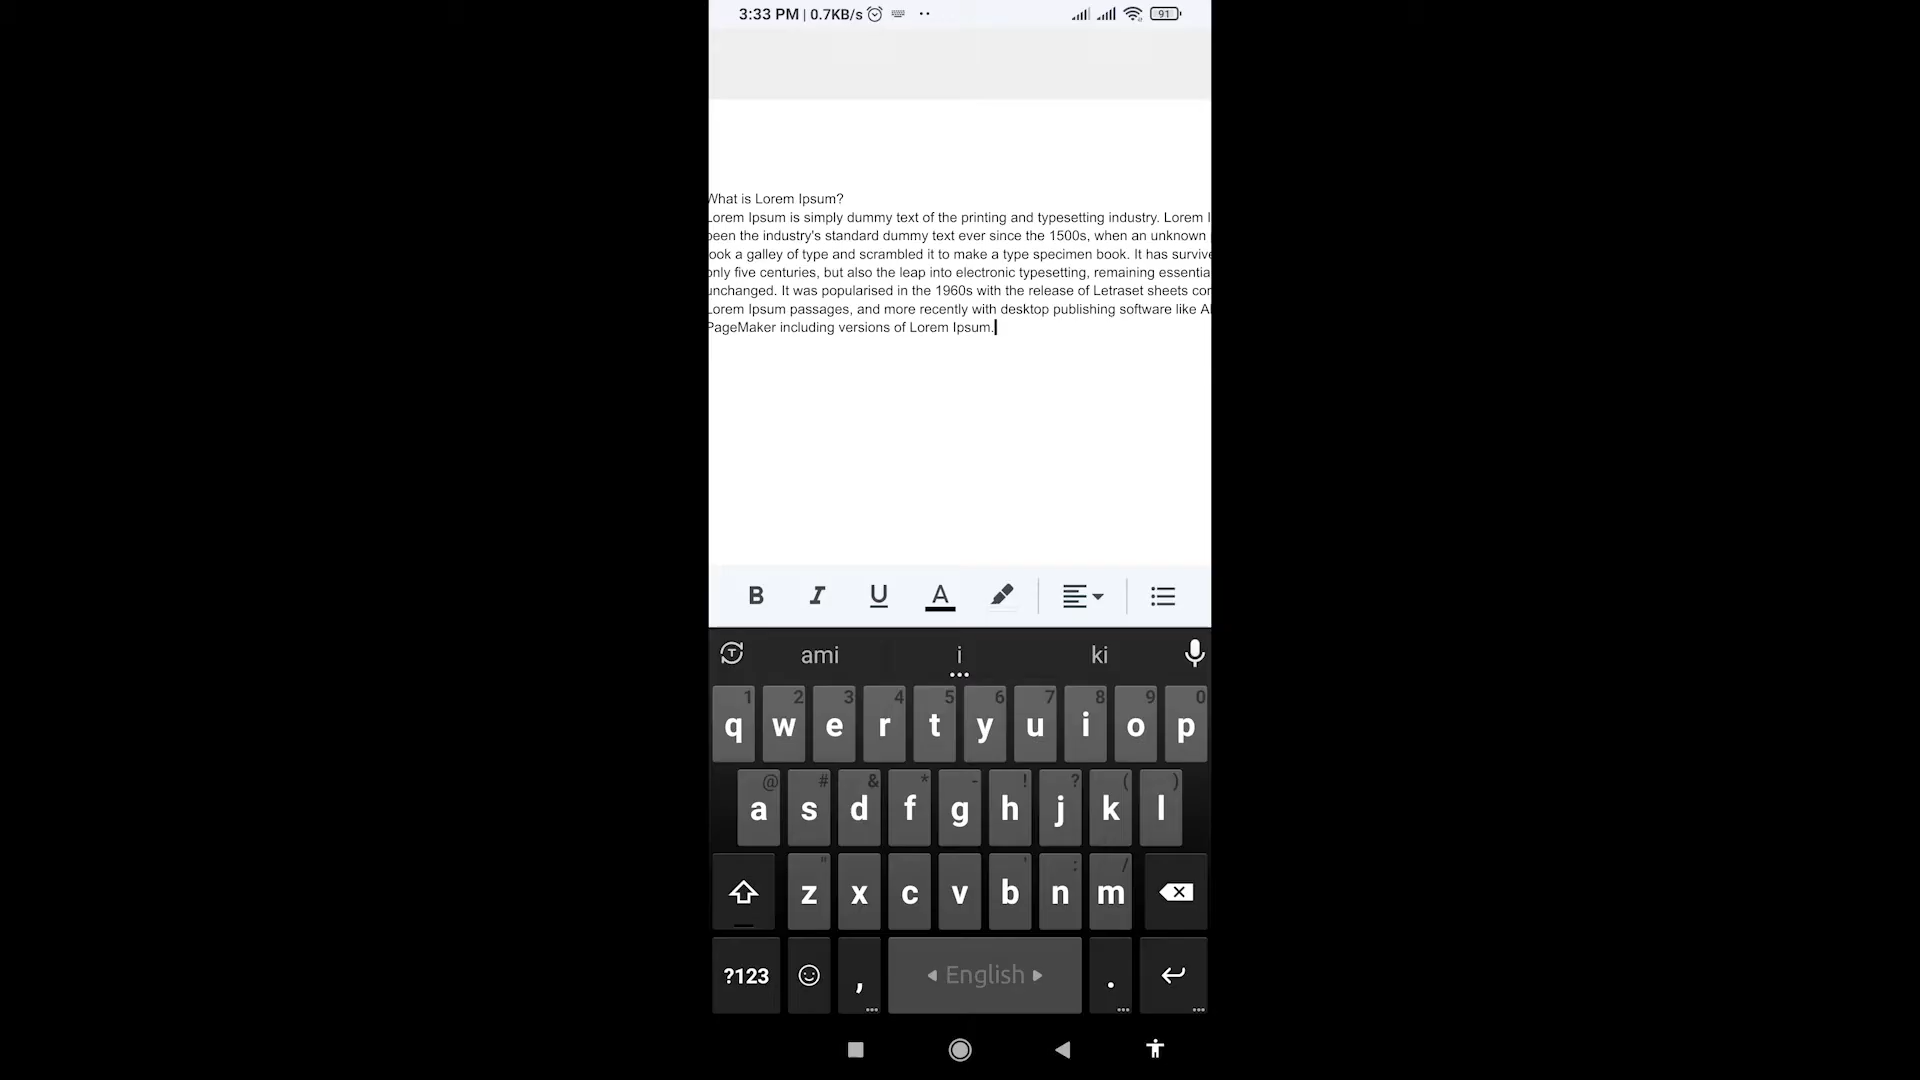 3:33 PM | 0.7KB/s
91
What is Lorem Ipsum?
Lorem Ipsum is simply dummy text of the printing and typesetting industry. Lorem I
been the industry's standard dummy text ever since the 1500s, when an unknown
took a galley of type and scrambled it to make a type specimen book. It has survive
only five centuries, but also the leap into electronic typesetting, remaining essentia
unchanged. It was popularised in the 1960s with the release of Letraset sheets con
Lorem Ipsum passages, and more recently with desktop publishing software like Al
PageMaker including versions of Lorem Ipsum.
B I U A
ami i ki
1 2 3 4 5 6 7 8 9 0
q w e r t y u i o p
@ # & * - ! ? ( )
a s d f g h j k l
" ' : /
z x c v b n m
?123 , English .